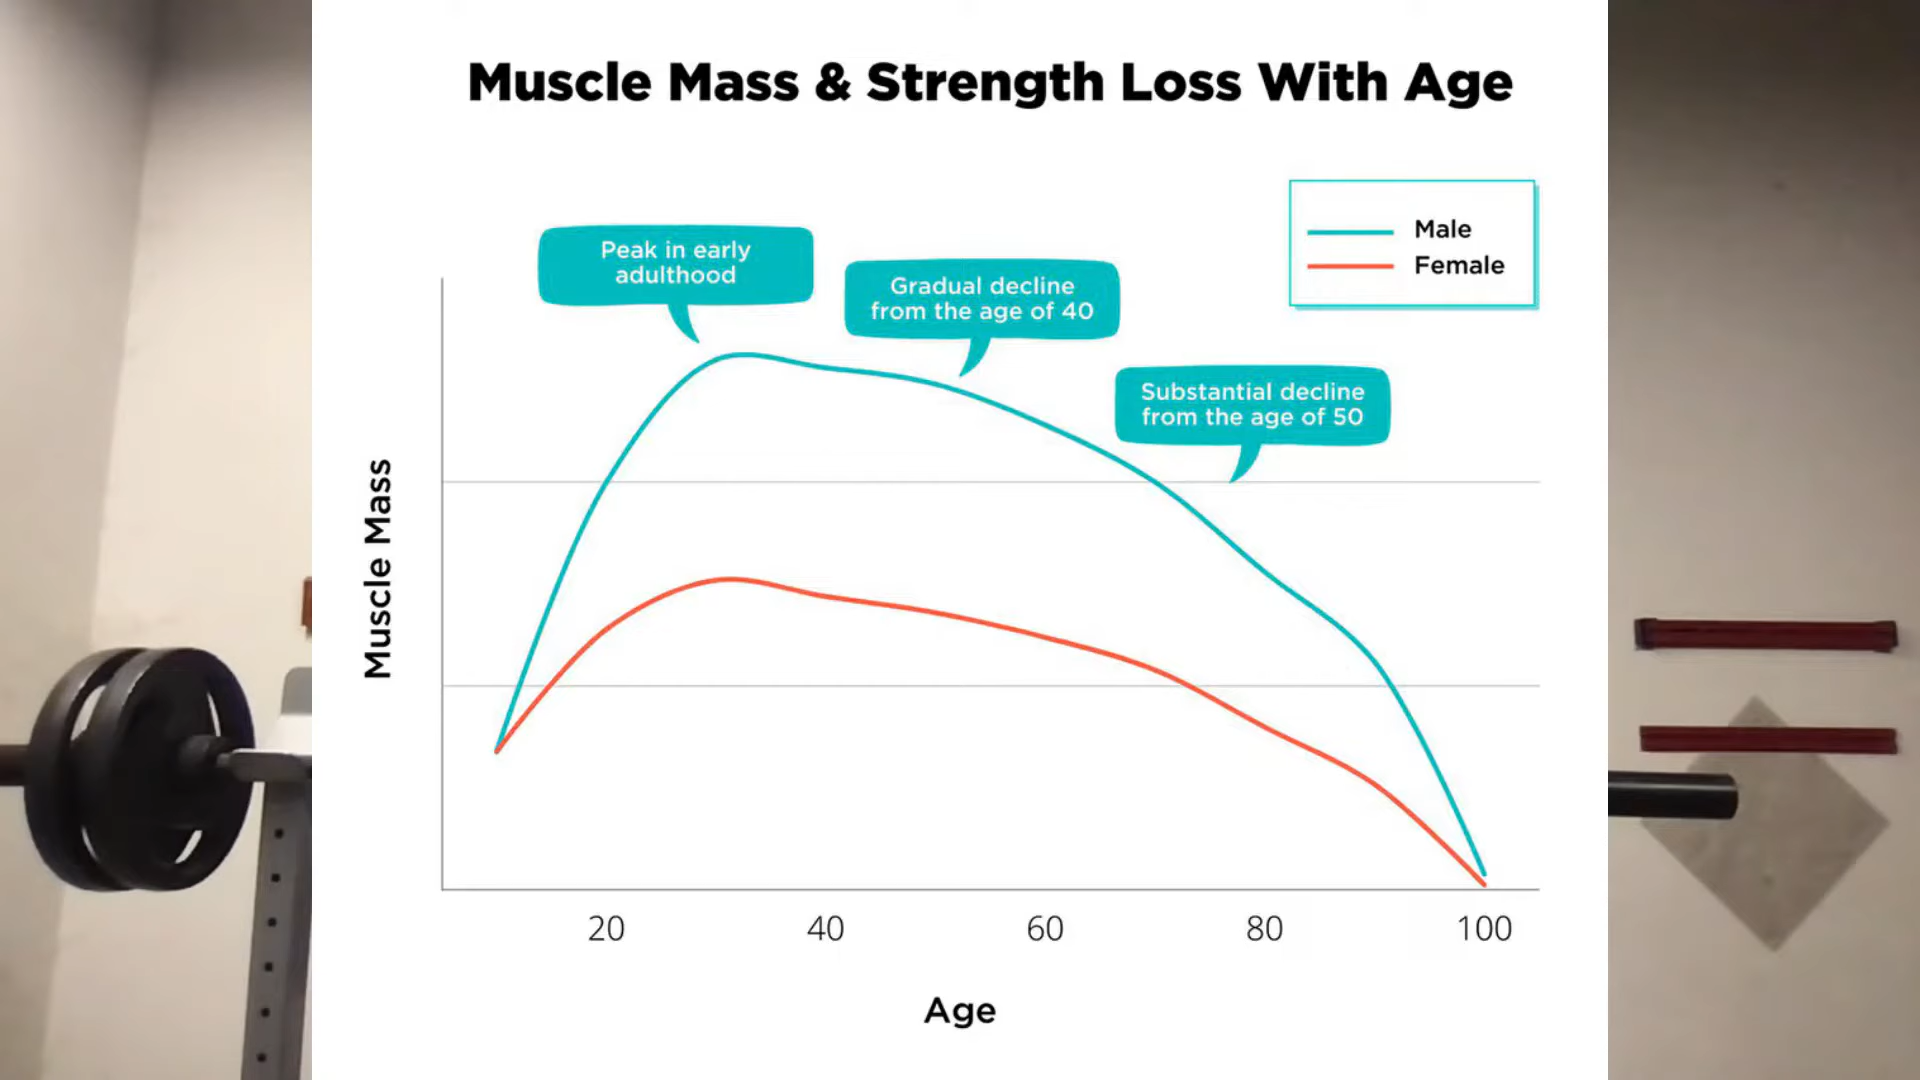 Muscle Mass & Strength Loss With Age
Male
Female
Peak in early
adulthood
Gradual decline
from the age of 40
Substantial decline
from the age of 50
Muscle Mass
20 40 60 80 100
Age